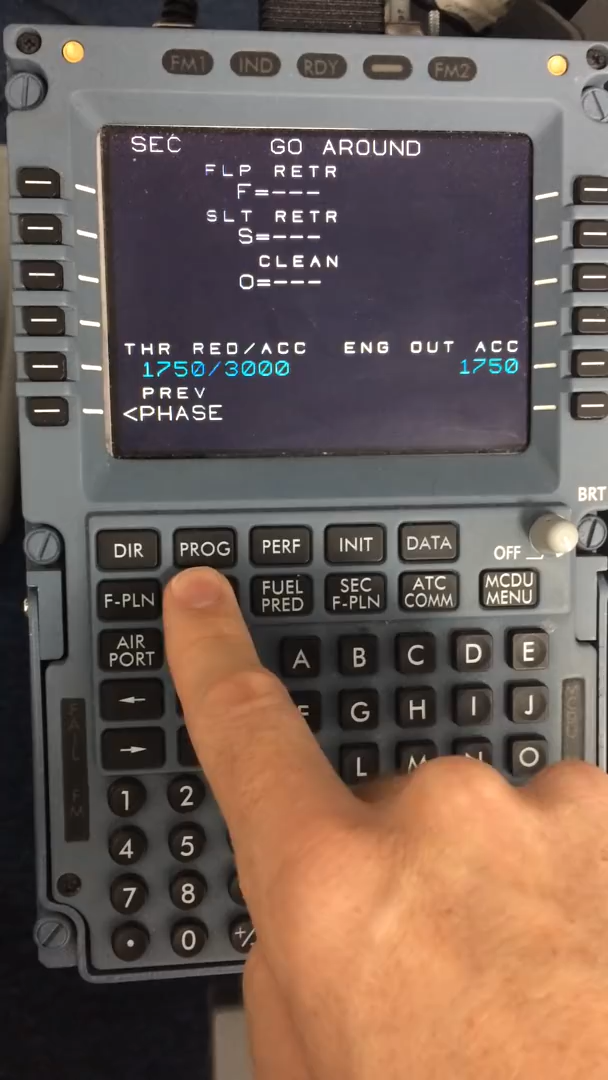 FM1 IND RDY FM2
SEC GO AROUND
FLP RETR
F=---
SLT RETR
S=---
CLEAN
O=---
THR RED/ACC ENG OUT ACC
1750/3000 1750
PREV
<PHASE
BRT
OFF
DIR PROG PERF INIT DATA
F-PLN FUEL PRED SEC F-PLN ATC COMM MCDU MENU
AIR PORT A B C D E
← F G H I J
→ L M N O
1 2
4 5
7 8
. 0 +/
FAIL FM
MCDU